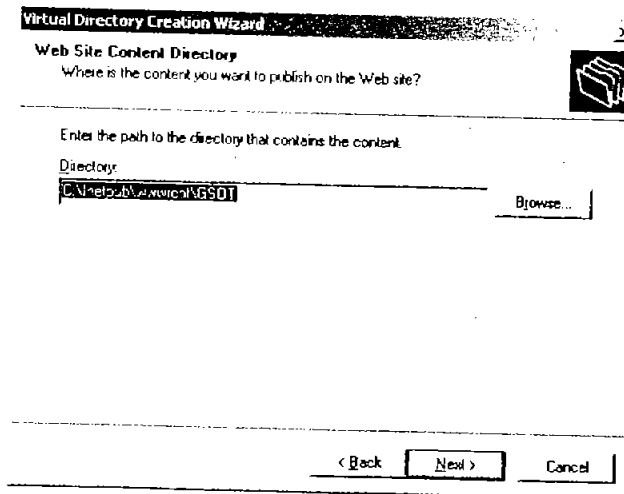 Virtual Directory Creation Wizard
Web Site Content Directory
Where is the content you want to publish on the Web site?
Enter the path to the directory that contains the content.
Directory:
C:\Inetpub\wwwroot\GSDT
Browse...
< Back
Next >
Cancel